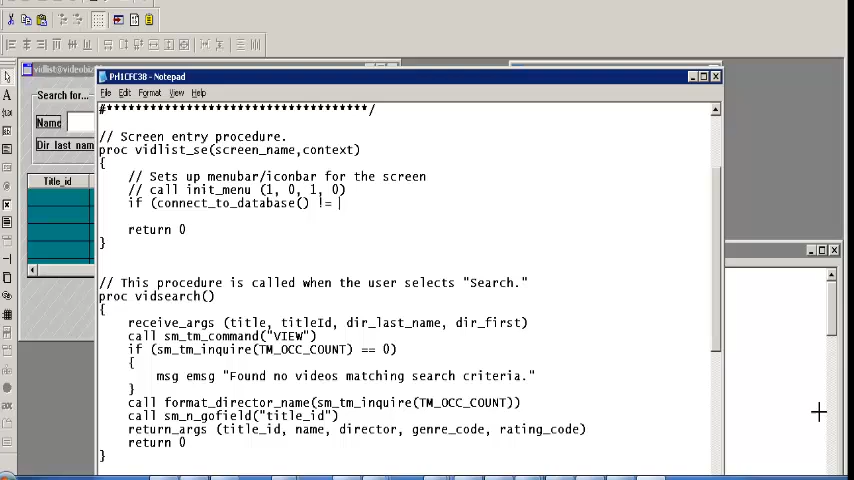 vidlist@videobiz
Search for...
Name
Dir_last_nam
Title_id
Prl1CFC3B - Notepad
File Edit Format View Help
#************************************/
// Screen entry procedure.
proc vidlist_se(screen_name,context)
{
// Sets up menubar/iconbar for the screen
// call init_menu (1, 0, 1, 0)
if (connect_to_database() !=
return 0
}
// This procedure is called when the user selects "Search."
proc vidsearch()
{
receive_args (title, titleId, dir_last_name, dir_first)
call sm_tm_command("VIEW")
if (sm_tm_inquire(TM_OCC_COUNT) == 0)
{
msg emsg "Found no videos matching search criteria."
}
call format_director_name(sm_tm_inquire(TM_OCC_COUNT))
call sm_n_gofield("title_id")
return_args (title_id, name, director, genre_code, rating_code)
return 0
}